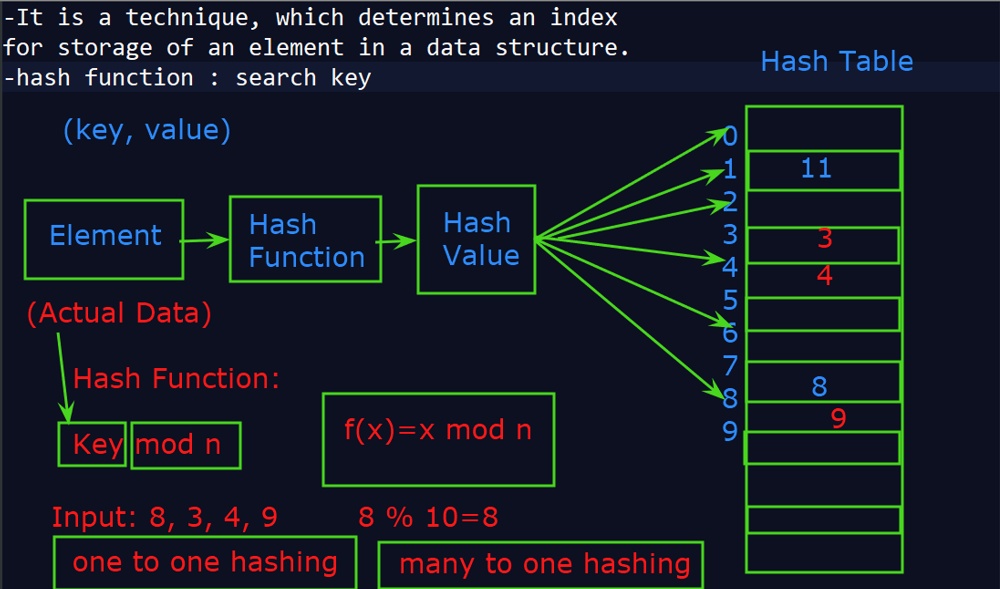 -It is a technique, which determines an index
for storage of an element in a data structure.
-hash function : search key
Hash Table
(key, value)
Element
Hash
Function
Hash
Value
0
1
2
3
4
5
6
7
8
9
11
3
4
8
9
(Actual Data)
Hash Function:
Key mod n
f(x)=x mod n
Input: 8, 3, 4, 9
8 % 10=8
one to one hashing
many to one hashing